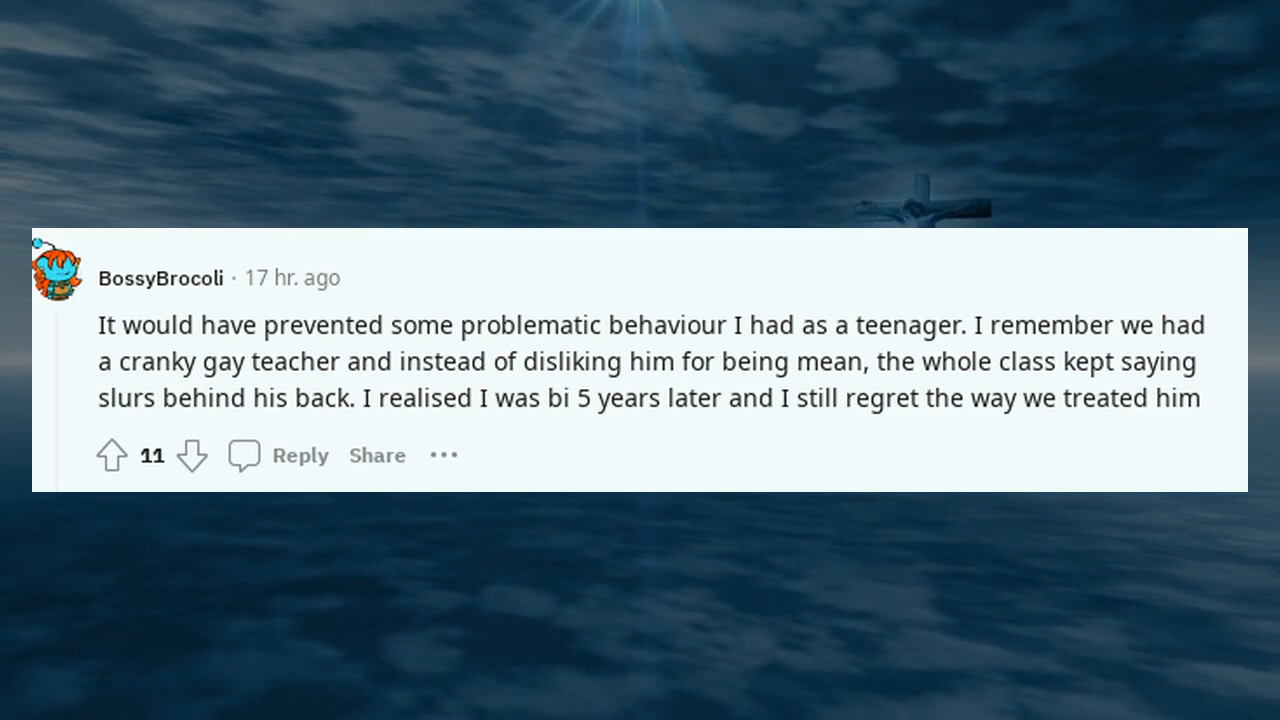 BossyBrocoli · 17 hr. ago
It would have prevented some problematic behaviour I had as a teenager. I remember we had
a cranky gay teacher and instead of disliking him for being mean, the whole class kept saying
slurs behind his back. I realised I was bi 5 years later and I still regret the way we treated him
11 Reply Share ···